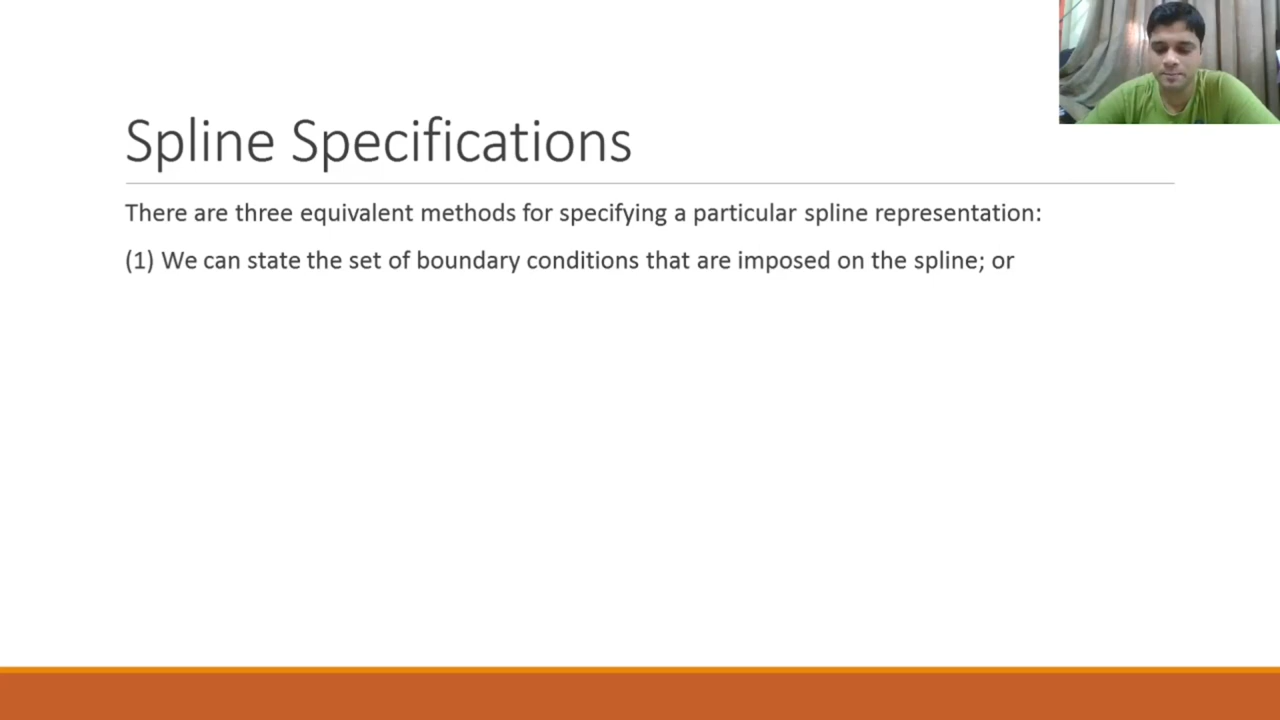 Spline Specifications
There are three equivalent methods for specifying a particular spline representation:
(1) We can state the set of boundary conditions that are imposed on the spline; or